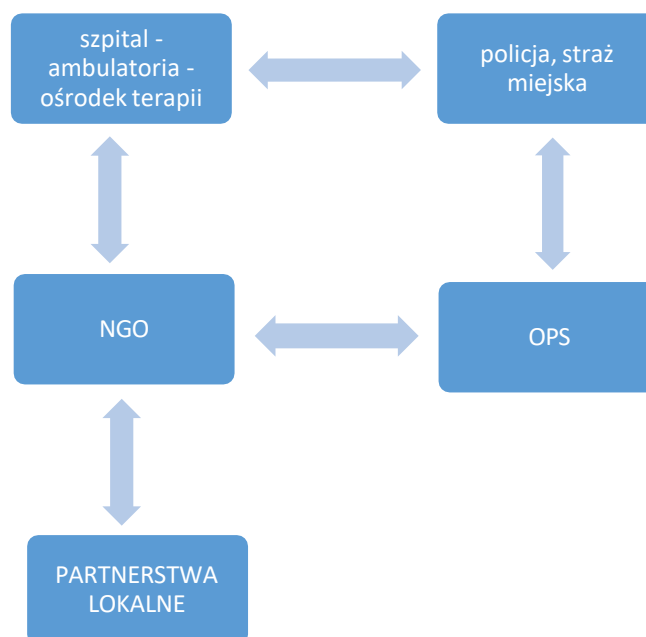 szpital -
ambulatoria -
ośrodek terapii
policja, straż
miejska
NGO
OPS
PARTNERSTWA
LOKALNE